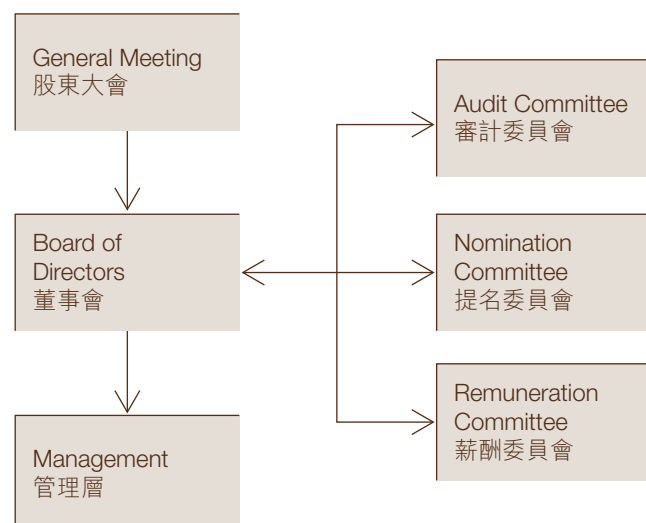 General Meeting
股東大會
Board of
Directors
董事會
Management
管理層
Audit Committee
審計委員會
Nomination
Committee
提名委員會
Remuneration
Committee
薪酬委員會